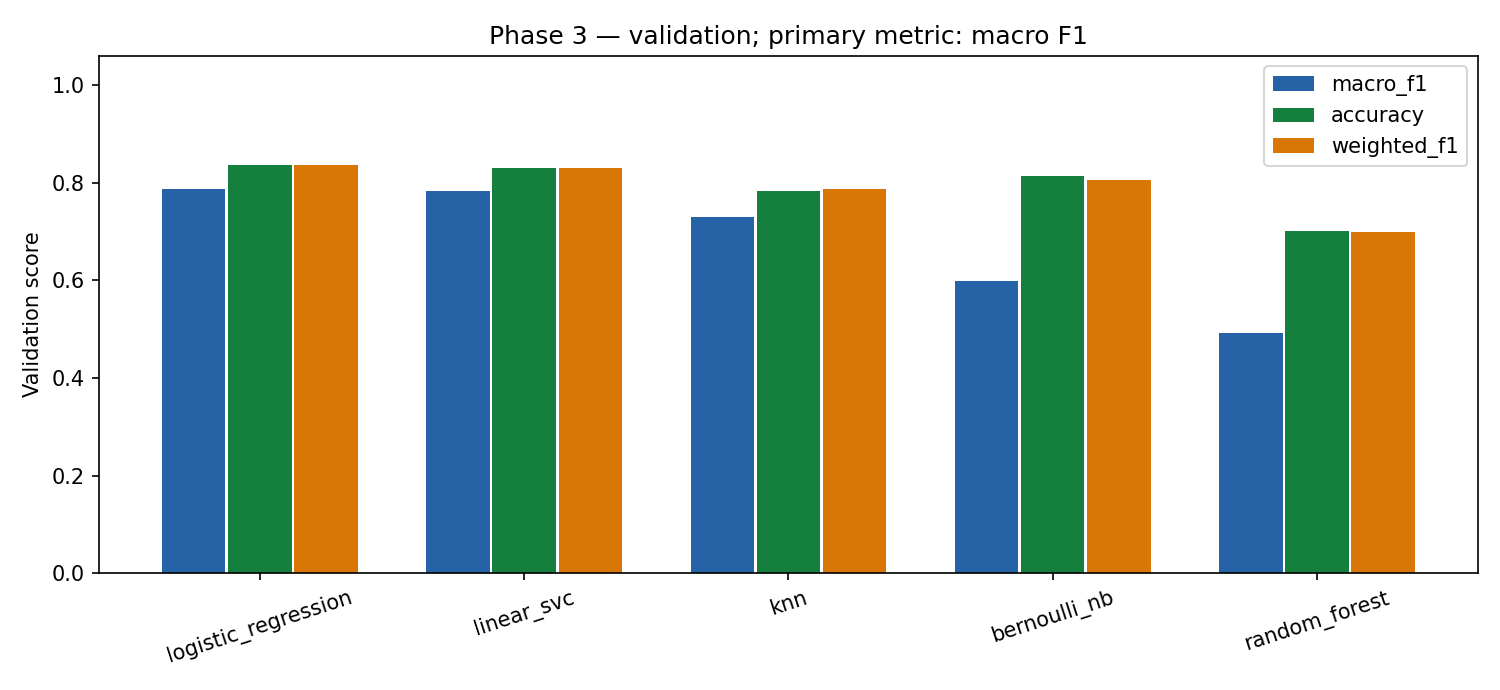 Phase 3 — validation; primary metric: macro F1
macro_f1
accuracy
weighted_f1
Validation score
1.0
0.8
0.6
0.4
0.2
0.0
logistic_regression
linear_svc
knn
bernoulli_nb
random_forest